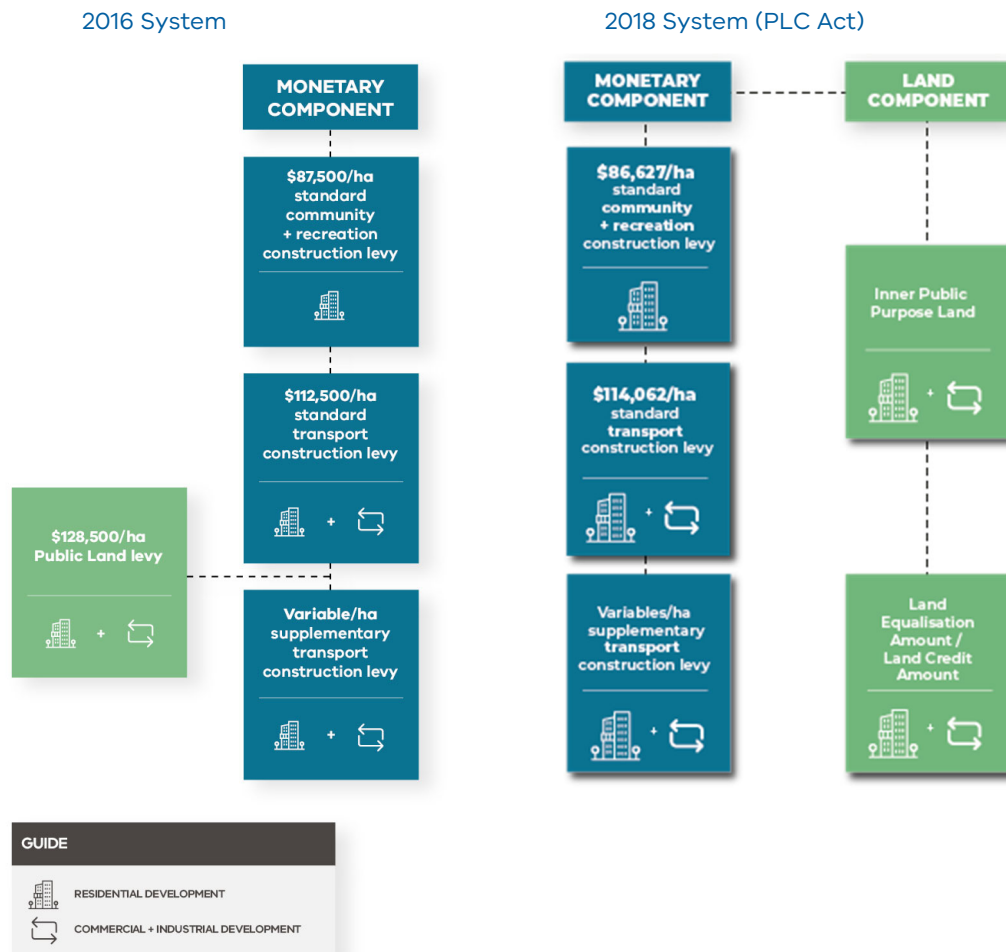 2016 System
MONETARY
COMPONENT
$87,500/ha
standard
community
+ recreation
construction levy
$112,500/ha
standard
transport
construction levy
+
$128,500/ha
Public Land levy
+
Variable/ha
supplementary
transport
construction levy
+
2018 System (PLC Act)
MONETARY
COMPONENT
$86,627/ha
standard
community
+ recreation
construction levy
$114,062/ha
standard
transport
construction levy
+
Variables/ha
supplementary
transport
construction levy
+
LAND
COMPONENT
Inner Public
Purpose Land
+
Land
Equalisation
Amount /
Land Credit
Amount
+
GUIDE
RESIDENTIAL DEVELOPMENT
COMMERCIAL + INDUSTRIAL DEVELOPMENT